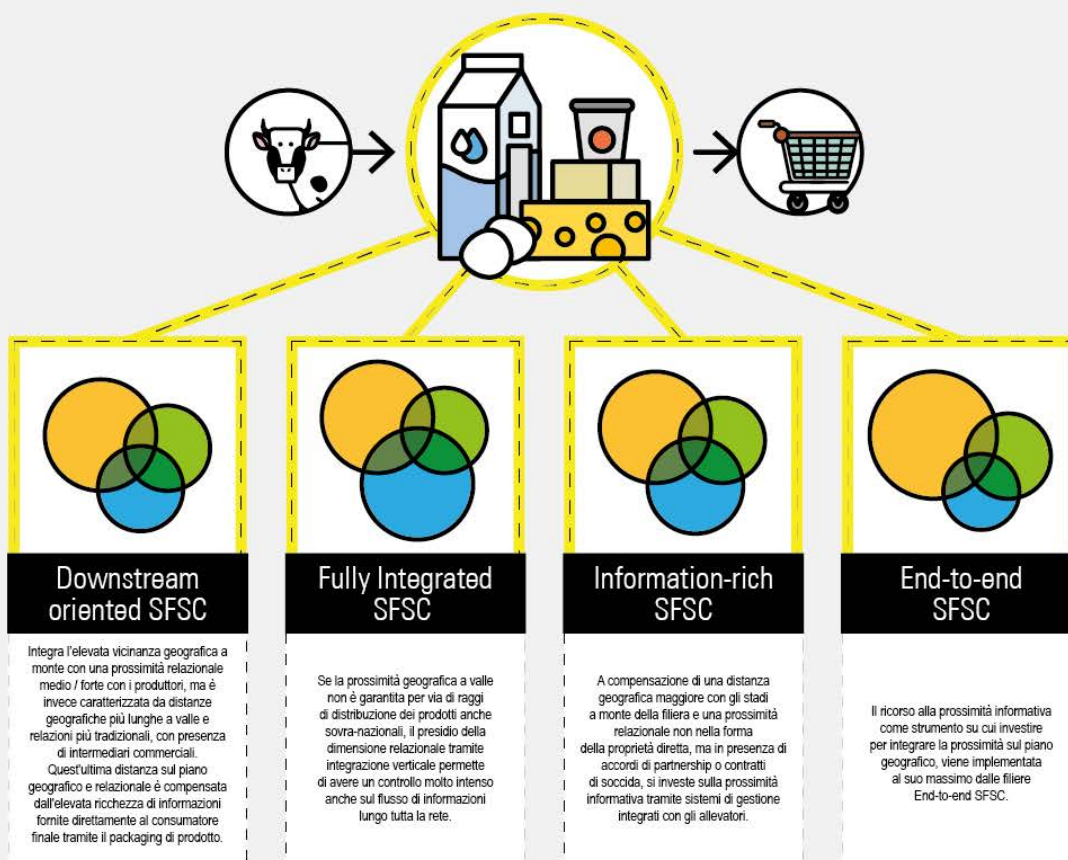 Downstream
oriented SFSC
Integra l'elevata vicinanza geografica a
monte con una prossimità relazionale
medio / forte con i produttori, ma è
invece caratterizzata da distanze
geografiche più lunghe a valle e
relazioni più tradizionali, con presenza
di intermediari commerciali.
Quest'ultima distanza sul piano
geografico e relazionale è compensata
dall'elevata ricchezza di informazioni
fornite direttamente al consumatore
finale tramite il packaging di prodotto.
Fully Integrated
SFSC
Se la prossimità geografica a valle
non è garantita per via di raggi
di distribuzione dei prodotti anche
sovra-nazionali, il presidio della
dimensione relazionale tramite
integrazione verticale permette
di avere un controllo molto intenso
anche sul flusso di informazioni
lungo tutta la rete.
Information-rich
SFSC
A compensazione di una distanza
geografica maggiore con gli stadi
a monte della filiera e una prossimità
relazionale non nella forma
della proprietà diretta, ma in presenza di
accordi di partnership o contratti
di soccida, si investe sulla prossimità
informativa tramite sistemi di gestione
integrati con gli allevatori.
End-to-end
SFSC
Il ricorso alla prossimità informativa
come strumento su cui investire
per integrare la prossimità sul piano
geografico, viene implementata
al suo massimo dalle filiere
End-to-end SFSC.